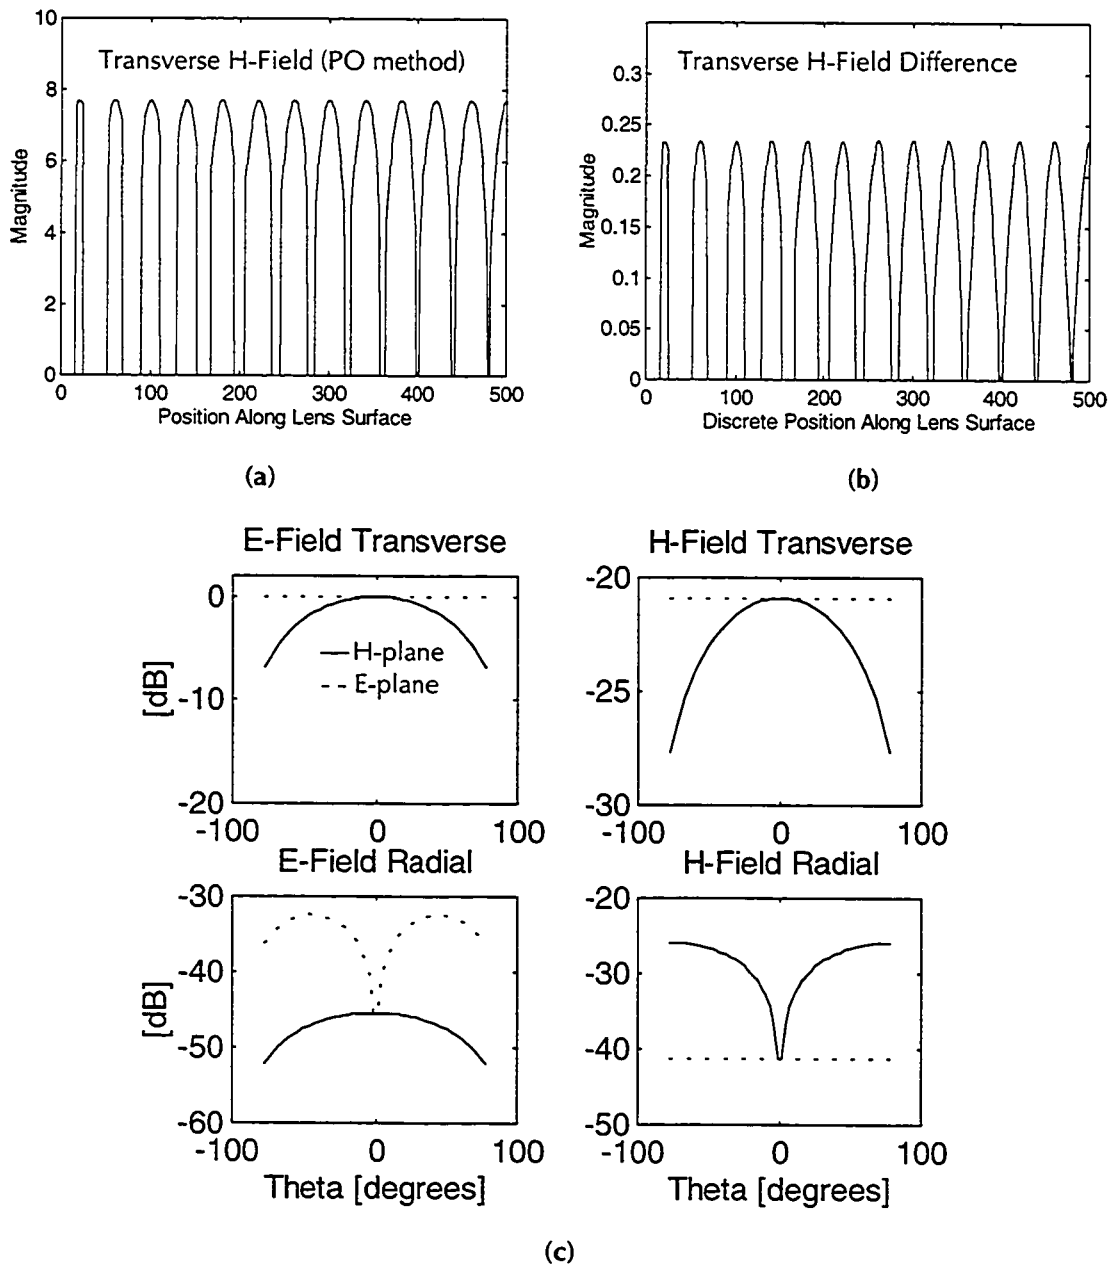 Transverse H-Field (PO method)
10
8
6
4
2
0
Magnitude
0 100 200 300 400 500
Position Along Lens Surface
(a)
Transverse H-Field Difference
0.3
0.25
0.2
0.15
0.1
0.05
0
Magnitude
0 100 200 300 400 500
Discrete Position Along Lens Surface
(b)
E-Field Transverse
0
-10
-20
[dB]
H-plane
E-plane
-100 0 100
H-Field Transverse
-20
-25
-30
-100 0 100
E-Field Radial
-30
-40
-50
-60
[dB]
-100 0 100
Theta [degrees]
H-Field Radial
-20
-30
-40
-50
-100 0 100
Theta [degrees]
(c)